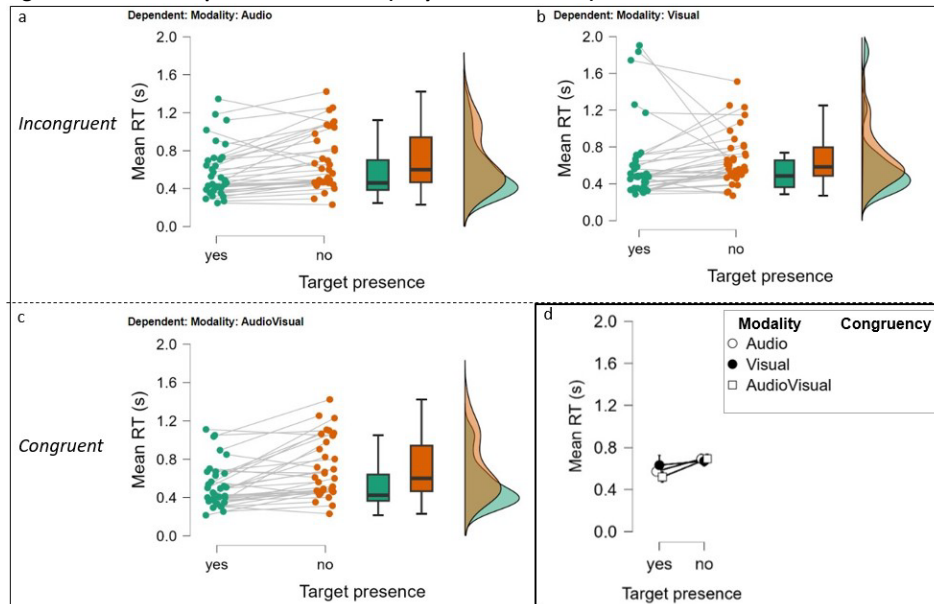 a
Dependent: Modality: Audio
2.0
1.6
1.2
0.8
0.4
0.0
Mean RT (s)
yes
no
Target presence
b
Dependent: Modality: Visual
2.0
1.6
1.2
0.8
0.4
0.0
Mean RT (s)
yes
no
Target presence
Incongruent
c
Dependent: Modality: AudioVisual
2.0
1.6
1.2
0.8
0.4
0.0
Mean RT (s)
yes
no
Target presence
Congruent
d
2.0
1.6
1.2
0.8
0.4
0.0
Mean RT (s)
yes no
Target presence
Modality Congruency
Audio
Visual
AudioVisual